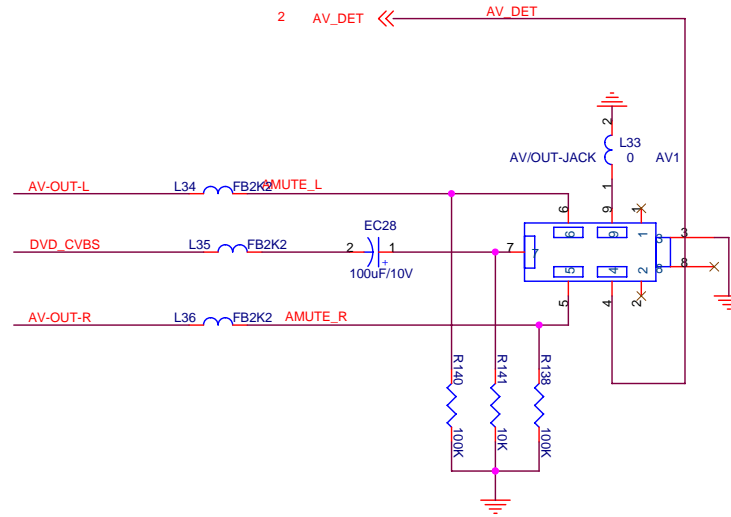 2 AV_DET AV_DET
2
L33
AV/OUT-JACK 0 AV1
1
AV-OUT-L L34 FB2K2 AMUTE_L
6 9 1
6 9 1 3 3
EC28
DVD_CVBS L35 FB2K2 2 1 7 7
+
100uF/10V
5 4 2 8 8
5 4 2
AV-OUT-R L36 FB2K2 AMUTE_R
R140 R141 R138
100K 10K 100K